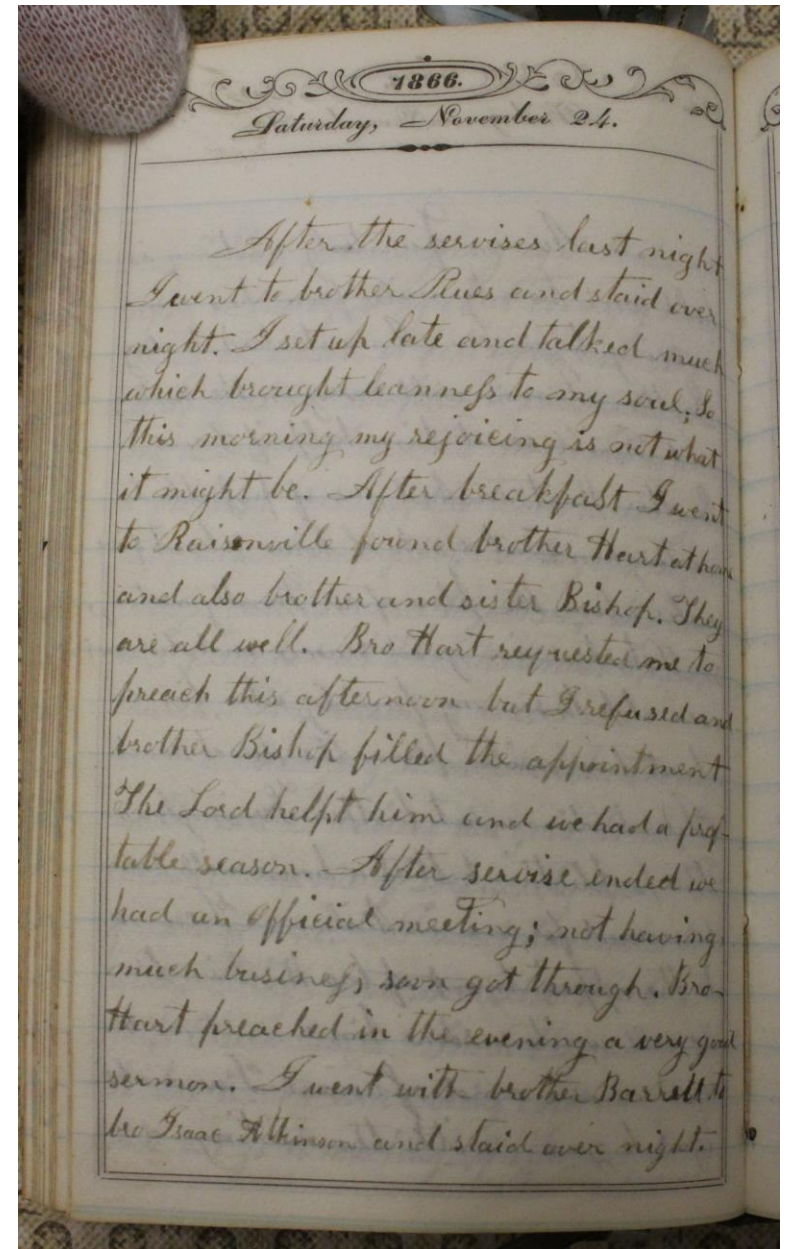 1866.
Saturday, November 24.
After the servises last night
I went to brother Plues and staid over
night. I set up late and talked much
which brought leanness to my soul; So
this morning my rejoicing is not what
it might be. After breakfast I went
to Raisonville found brother Hart at home
and also brother and sister Bishop. They
are all well. Bro Hart requested me to
preach this afternoon but I refused and
brother Bishop filled the appointment
The Lord helpt him and we had a prof-
table season. After servise ended we
had an official meeting; not having
much business soon got through. Bro-
Hart preached in the evening a very good
sermon. I went with brother Barrett to
bro Isaac Atkinson and staid over night.